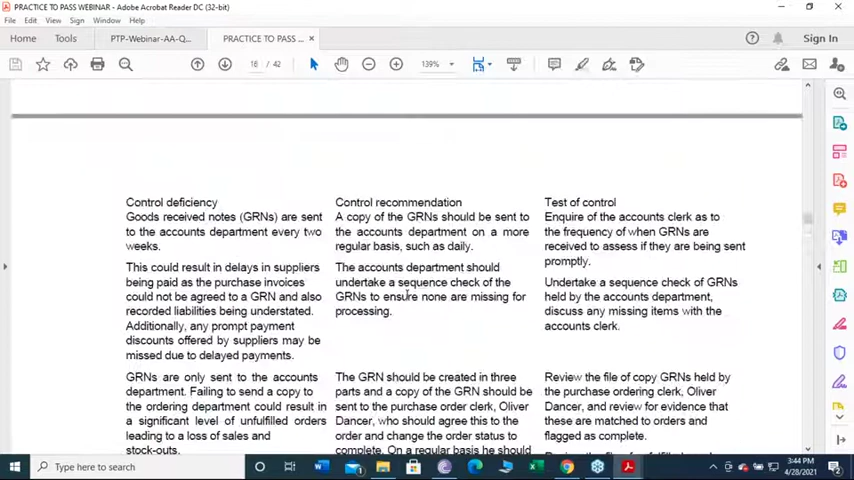 PRACTICE TO PASS WEBINAR - Adobe Acrobat Reader DC (32-bit)
File Edit View Sign Window Help
Home Tools PTP-Webinar-AA-Q... PRACTICE TO PASS ... × Sign In
18 / 42 139%
Control deficiency
Goods received notes (GRNs) are sent
to the accounts department every two
weeks.
This could result in delays in suppliers
being paid as the purchase invoices
could not be agreed to a GRN and also
recorded liabilities being understated.
Additionally, any prompt payment
discounts offered by suppliers may be
missed due to delayed payments.
Control recommendation
A copy of the GRNs should be sent to
the accounts department on a more
regular basis, such as daily.
The accounts department should
undertake a sequence check of the
GRNs to ensure none are missing for
processing.
Test of control
Enquire of the accounts clerk as to
the frequency of when GRNs are
received to assess if they are being sent
promptly.
Undertake a sequence check of GRNs
held by the accounts department,
discuss any missing items with the
accounts clerk.
GRNs are only sent to the accounts
department. Failing to send a copy to
the ordering department could result in
a significant level of unfulfilled orders
leading to a loss of sales and
stock-outs.
The GRN should be created in three
parts and a copy of the GRN should be
sent to the purchase order clerk, Oliver
Dancer, who should agree this to the
order and change the order status to
complete. On a regular basis he should
Review the file of copy GRNs held by
the purchase ordering clerk, Oliver
Dancer, and review for evidence that
these are matched to orders and
flagged as complete.
Type here to search
3:44 PM
4/28/2021